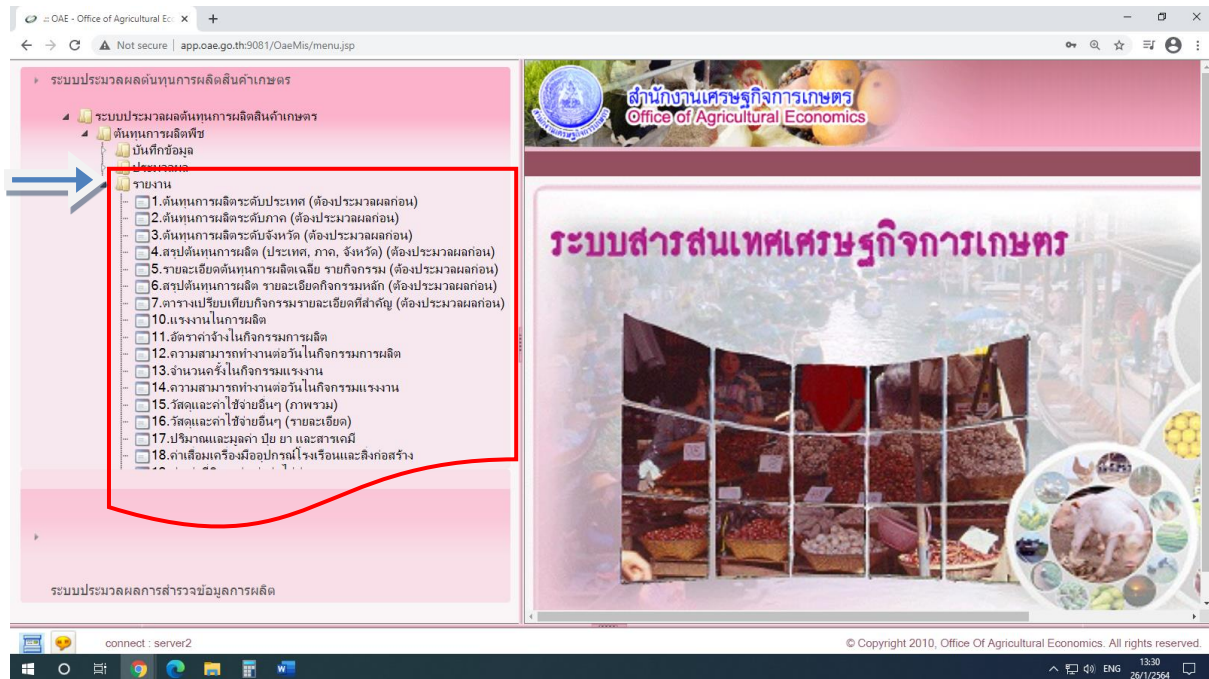 .:: OAE - Office of Agricultural Ec
Not secure | app.oae.go.th:9081/OaeMis/menu.jsp
ระบบประมวลผลต้นทุนการผลิตสินค้าเกษตร
ระบบประมวลผลต้นทุนการผลิตสินค้าเกษตร
ต้นทุนการผลิตพืช
บันทึกข้อมูล
ประมวลผล
รายงาน
1.ต้นทุนการผลิตระดับประเทศ (ต้องประมวลผลก่อน)
2.ต้นทุนการผลิตระดับภาค (ต้องประมวลผลก่อน)
3.ต้นทุนการผลิตระดับจังหวัด (ต้องประมวลผลก่อน)
4.สรุปต้นทุนการผลิต (ประเทศ, ภาค, จังหวัด) (ต้องประมวลผลก่อน)
5.รายละเอียดต้นทุนการผลิตเฉลี่ย รายกิจกรรม (ต้องประมวลผลก่อน)
6.สรุปต้นทุนการผลิต รายละเอียดกิจกรรมหลัก (ต้องประมวลผลก่อน)
7.ตารางเปรียบเทียบกิจกรรมรายละเอียดที่สำคัญ (ต้องประมวลผลก่อน)
10.แรงงานในการผลิต
11.อัตราค่าจ้างในกิจกรรมการผลิต
12.ความสามารถทำงานต่อวันในกิจกรรมการผลิต
13.จำนวนครั้งในกิจกรรมแรงงาน
14.ความสามารถทำงานต่อวันในกิจกรรมแรงงาน
15.วัสดุและค่าใช้จ่ายอื่นๆ (ภาพรวม)
16.วัสดุและค่าใช้จ่ายอื่นๆ (รายละเอียด)
17.ปริมาณและมูลค่า ปุ๋ย ยา และสารเคมี
18.ค่าเสื่อมเครื่องมืออุปกรณ์โรงเรือนและสิ่งก่อสร้าง
ระบบประมวลผลการสำรวจข้อมูลการผลิต
สำนักงานเศรษฐกิจการเกษตร
Office of Agricultural Economics
ระบบสารสนเทศเศรษฐกิจการเกษตร
connect : server2
© Copyright 2010, Office Of Agricultural Economics. All rights reserved.
ENG
13:30
26/1/2564